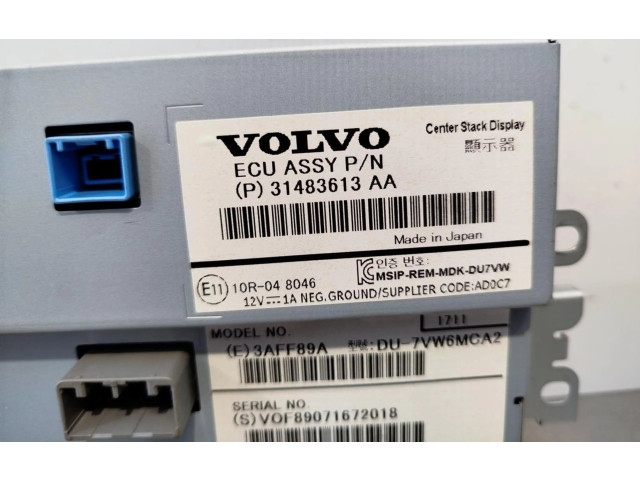 VOLVO
Center Stack Display
顯示器
ECU ASSY P/N
(P) 31483613 AA
Made in Japan
E11 10R-04 8046
인증 번호:
MSIP-REM-MDK-DU7VW
12V⎓1A NEG.GROUND/SUPPLIER CODE:AD0C7
1711
MODEL NO.
(E)3AFF89A 型號: DU-7VW6MCA2
SERIAL NO.
(S)VOF89071672018